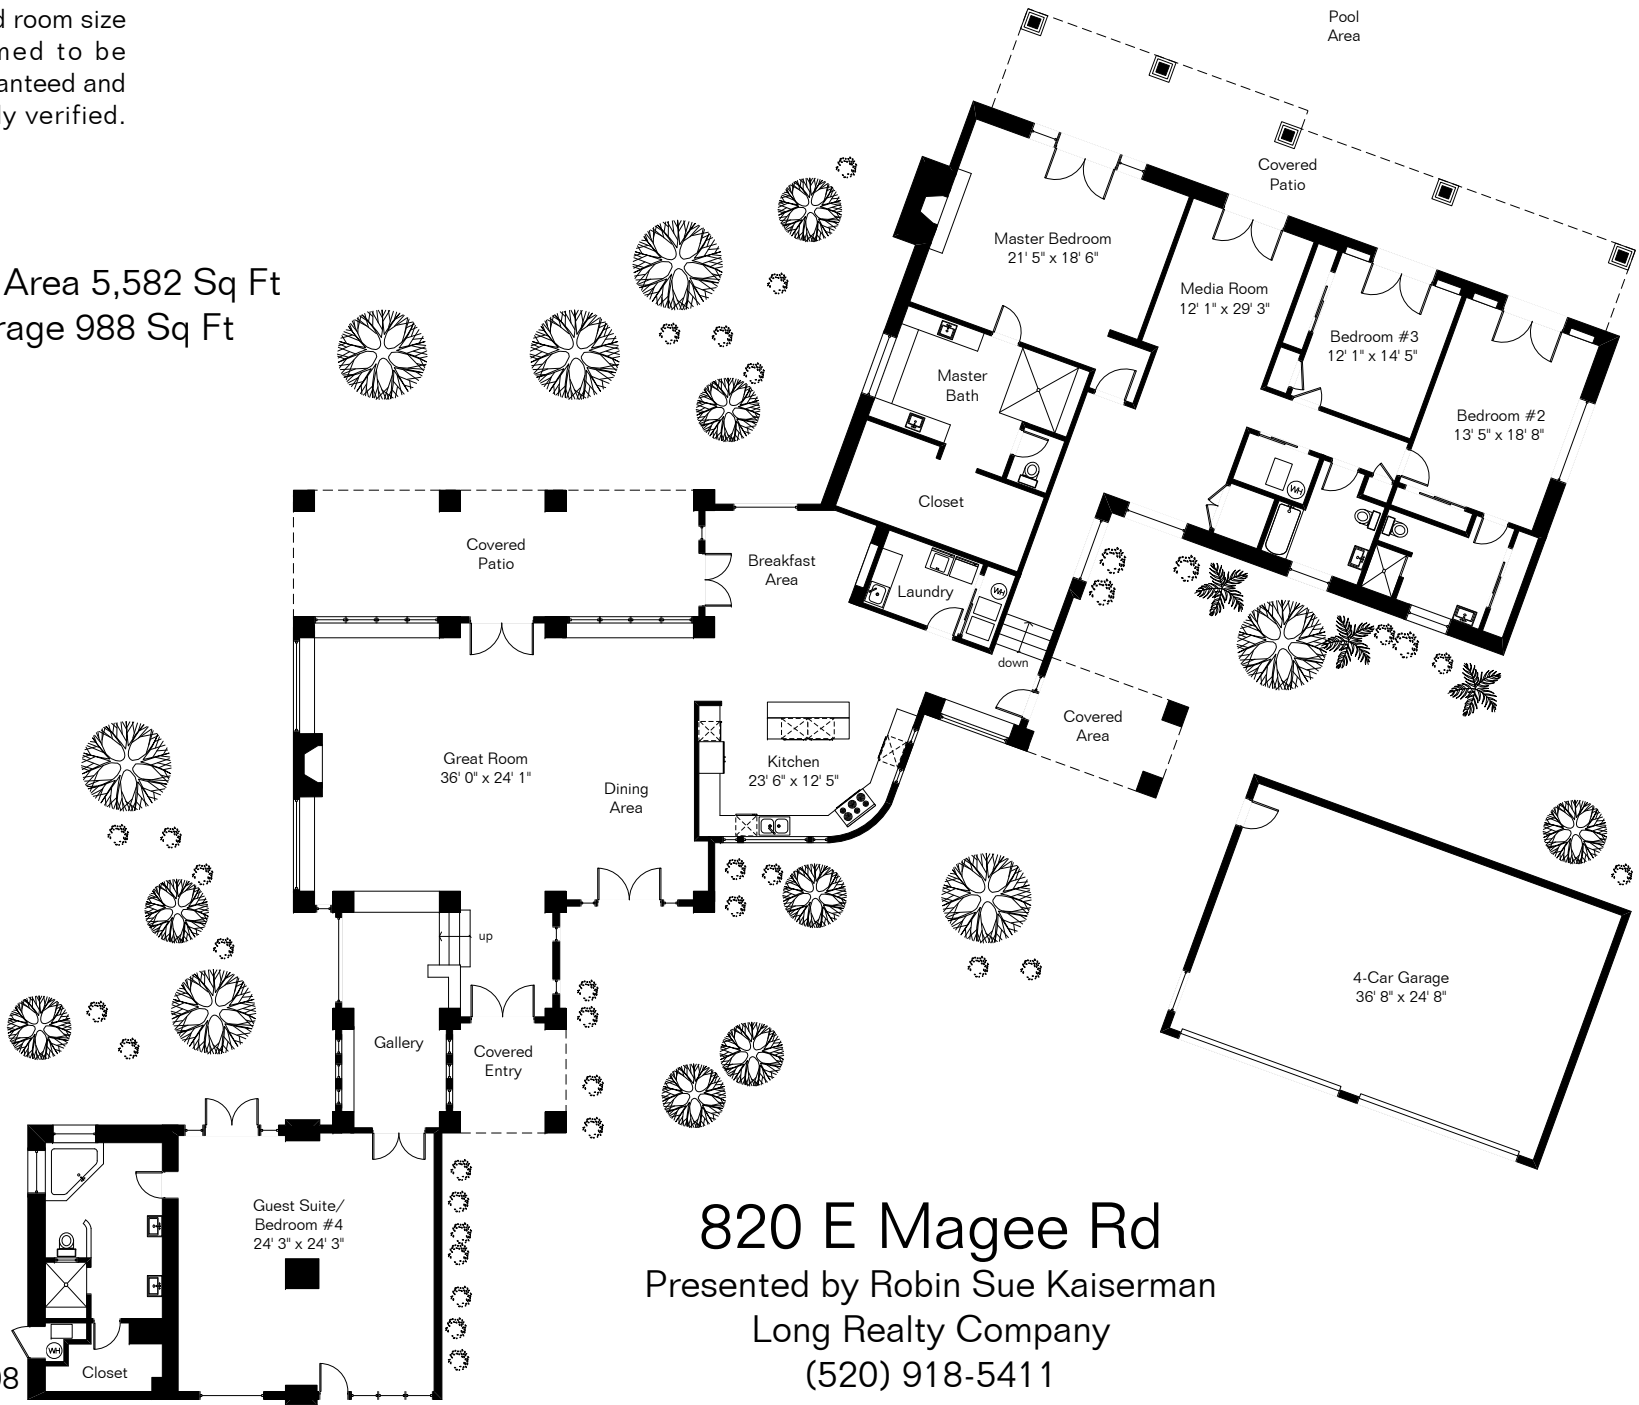 room size
to be
and
verified.
Area 5,582 Sq Ft
988 Sq Ft
Pool
Area
Covered
Patio
Master Bedroom
21' 5" x 18' 6"
Media Room
12' 1" x 29' 3"
Bedroom #3
12' 1" x 14' 5"
Bedroom #2
13' 5" x 18' 8"
Master
Bath
Closet
WH
Laundry
WH
down
Covered
Patio
Breakfast
Area
Covered
Area
Great Room
36' 0" x 24' 1"
Dining
Area
Kitchen
23' 6" x 12' 5"
up
Gallery
Covered
Entry
4-Car Garage
36' 8" x 24' 8"
Guest Suite/
Bedroom #4
24' 3" x 24' 3"
WH
Closet
820 E Magee Rd
Presented by Robin Sue Kaiserman
Long Realty Company
(520) 918-5411